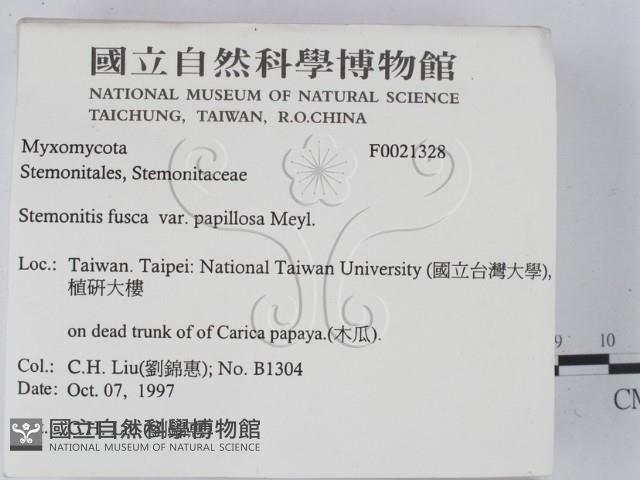 國立自然科學博物館
NATIONAL MUSEUM OF NATURAL SCIENCE
TAICHUNG, TAIWAN, R.O.CHINA
Myxomycota F0021328
Stemonitales, Stemonitaceae
Stemonitis fusca var. papillosa Meyl.
Loc.: Taiwan. Taipei: National Taiwan University (國立台灣大學),
植硏大樓
on dead trunk of of Carica papaya.(木瓜).
Col.: C.H. Liu(劉錦惠); No. B1304
Date: Oct. 07, 1997
國立自然科學博物館
NATIONAL MUSEUM OF NATURAL SCIENCE
9 10